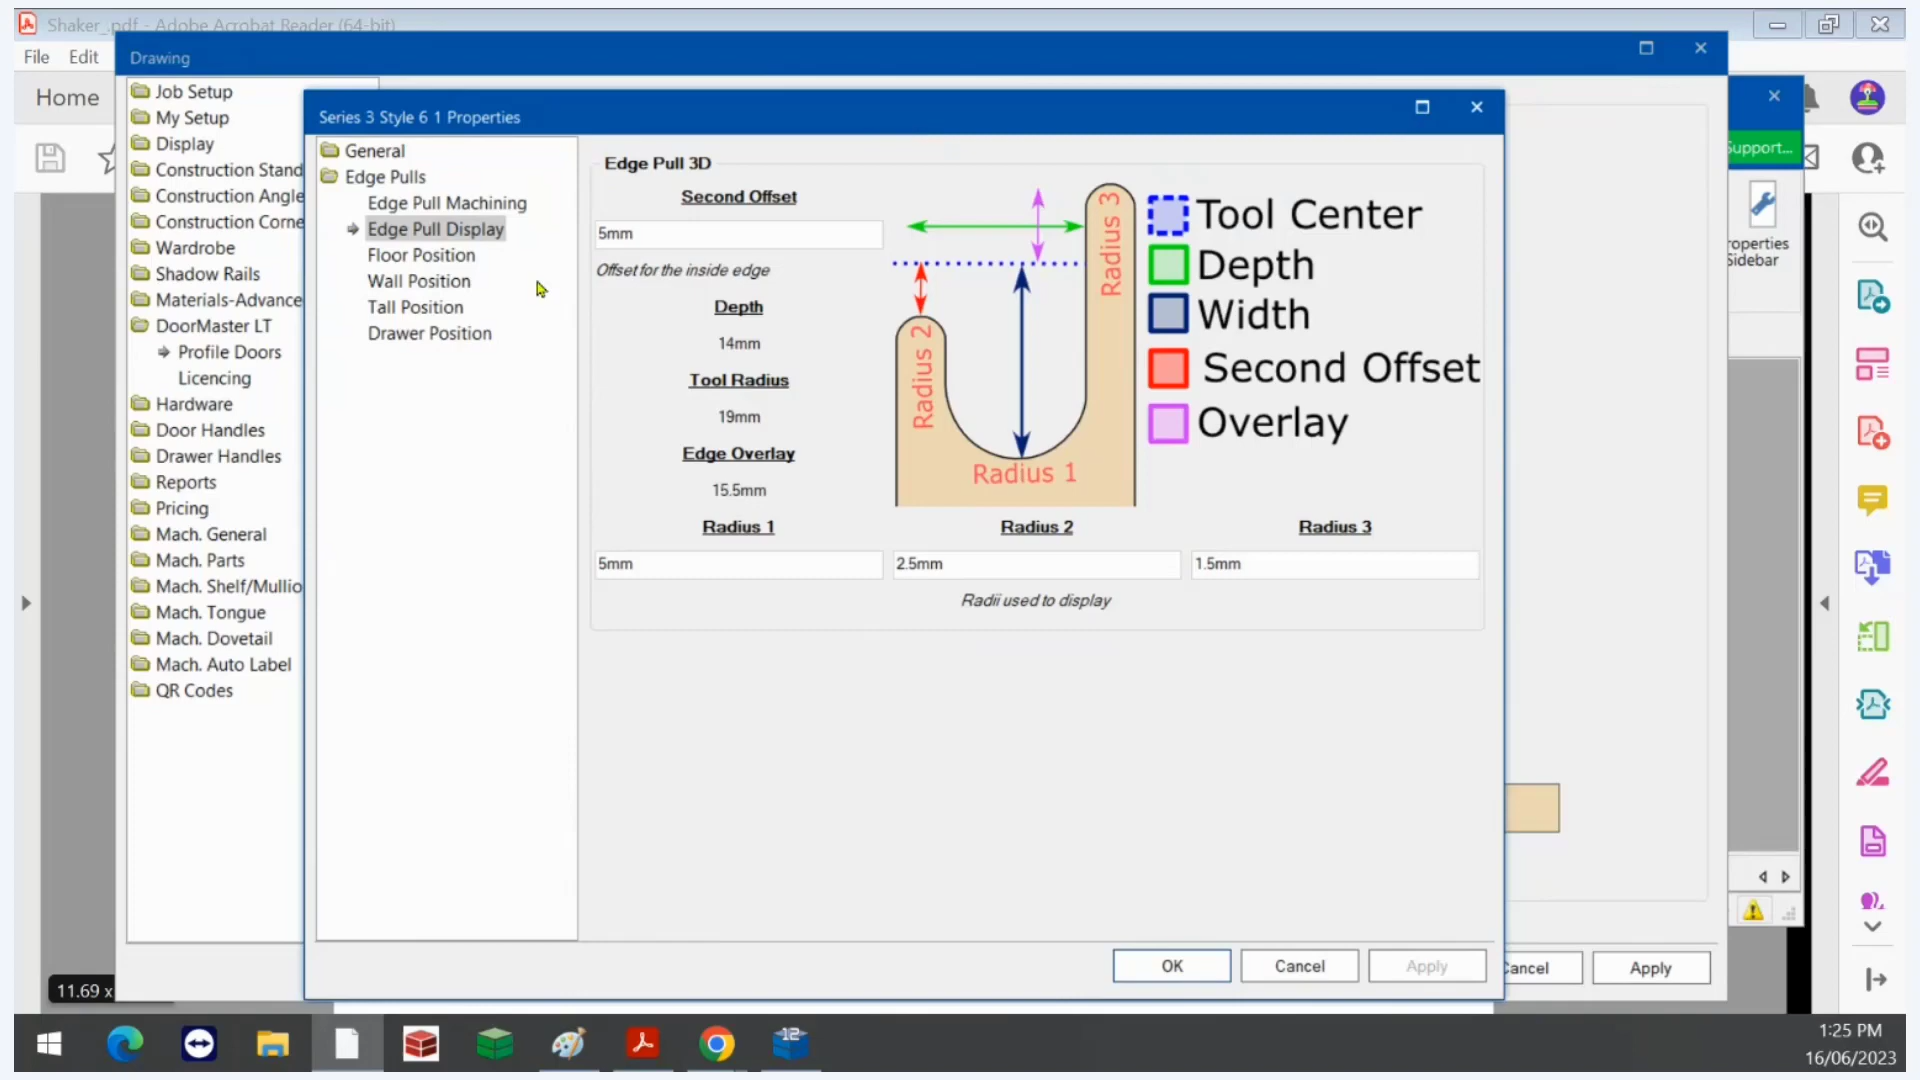 Shaker_.pdf - Adobe Acrobat Reader (64-bit)
File Edit
Home
Drawing
Job Setup
My Setup
Display
Construction Stand
Construction Angle
Construction Corne
Wardrobe
Shadow Rails
Materials-Advance
DoorMaster LT
Profile Doors
Licencing
Hardware
Door Handles
Drawer Handles
Reports
Pricing
Mach. General
Mach. Parts
Mach. Shelf/Mullio
Mach. Tongue
Mach. Dovetail
Mach. Auto Label
QR Codes
Series 3 Style 6 1 Properties
General
Edge Pulls
Edge Pull Machining
Edge Pull Display
Floor Position
Wall Position
Tall Position
Drawer Position
Edge Pull 3D
Second Offset
5mm
Offset for the inside edge
Depth
14mm
Tool Radius
19mm
Edge Overlay
15.5mm
Radius 1 Radius 2 Radius 3
5mm 2.5mm 1.5mm
Radii used to display
Radius 2
Radius 1
Radius 3
Tool Center
Depth
Width
Second Offset
Overlay
OK Cancel Apply
Cancel Apply
Support...
roperties
Sidebar
11.69 x
12
1:25 PM
16/06/2023